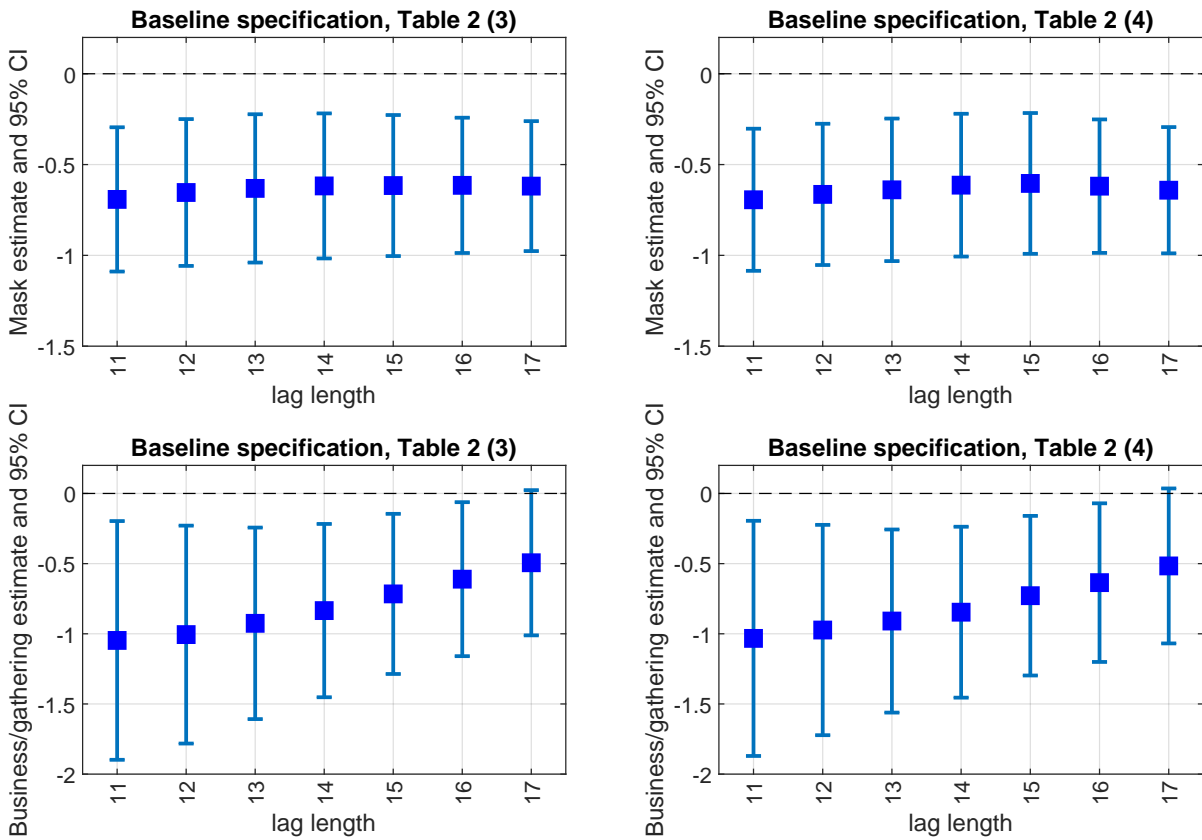 Baseline specification, Table 2 (3)
Mask estimate and 95% CI
0
-0.5
-1
-1.5
11 12 13 14 15 16 17
lag length
Baseline specification, Table 2 (4)
Mask estimate and 95% CI
0
-0.5
-1
-1.5
11 12 13 14 15 16 17
lag length
Baseline specification, Table 2 (3)
Business/gathering estimate and 95% CI
0
-0.5
-1
-1.5
-2
11 12 13 14 15 16 17
lag length
Baseline specification, Table 2 (4)
Business/gathering estimate and 95% CI
0
-0.5
-1
-1.5
-2
11 12 13 14 15 16 17
lag length